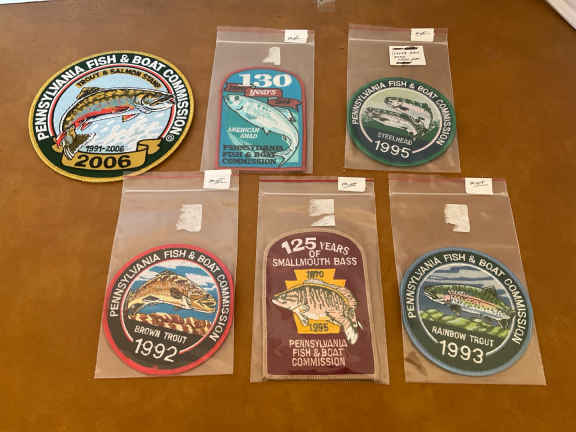 PENNSYLVANIA FISH & BOAT COMMISSION
TROUT & SALMON STAMP
1991-2006
2006
130
Years
AMERICAN
SHAD
PENNSYLVANIA
FISH & BOAT
COMMISSION
PENNSYLVANIA FISH & BOAT COMMISSION
STEELHEAD
1995
PENNSYLVANIA FISH & BOAT COMMISSION
BROWN TROUT
1992
125 YEARS
OF
SMALLMOUTH BASS
1870
1995
PENNSYLVANIA
FISH & BOAT
COMMISSION
PENNSYLVANIA FISH & BOAT COMMISSION
RAINBOW TROUT
1993